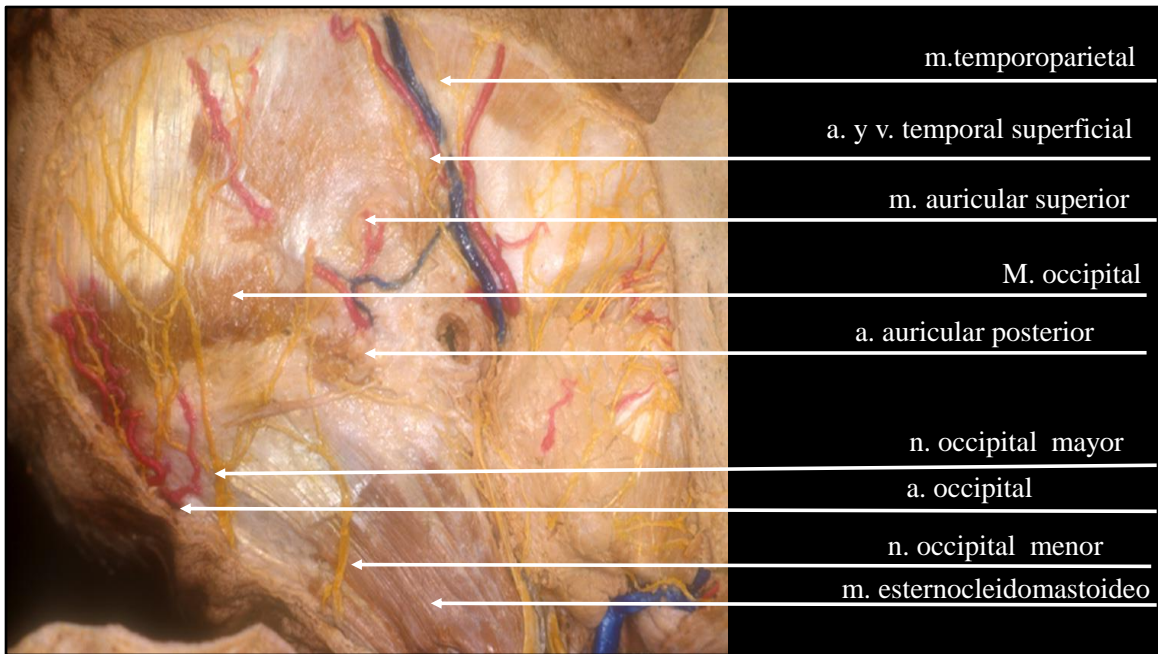 m.temporoparietal
a. y v. temporal superficial
m. auricular superior
M. occipital
a. auricular posterior
n. occipital mayor
a. occipital
n. occipital menor
m. esternocleidomastoideo